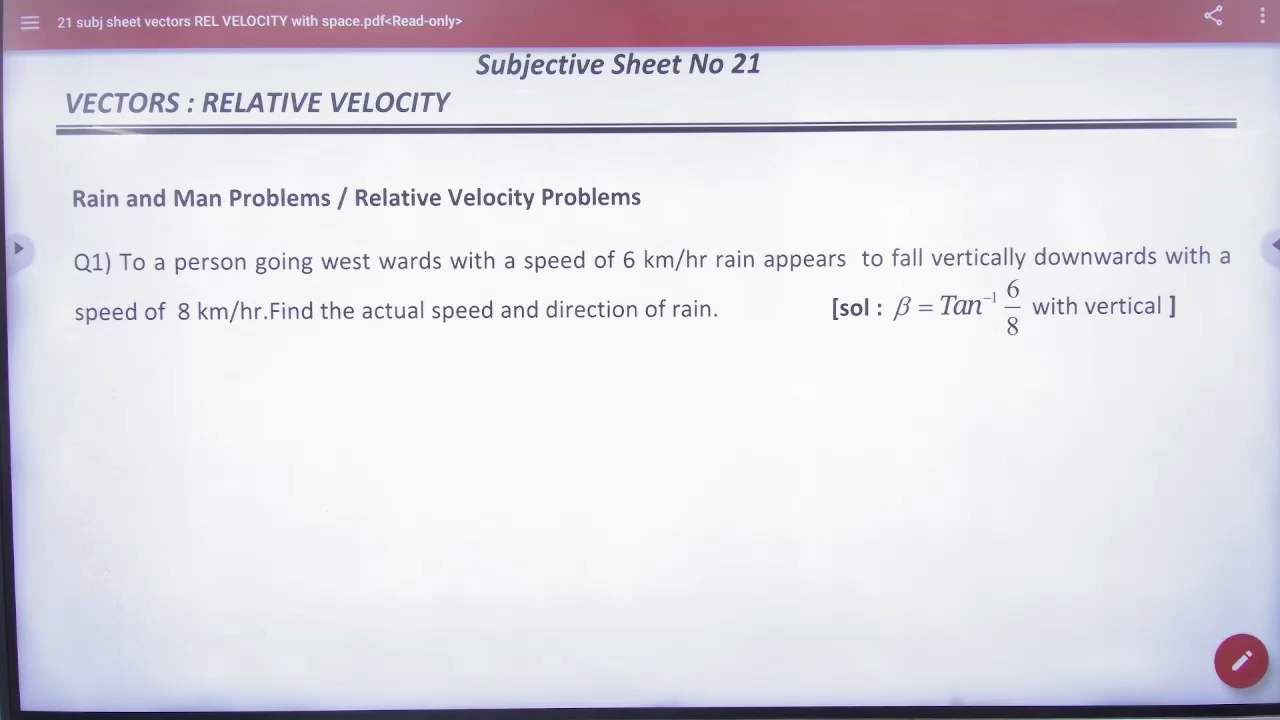 21 subj sheet vectors REL VELOCITY with space.pdf<Read-only>
Subjective Sheet No 21
VECTORS : RELATIVE VELOCITY
Rain and Man Problems / Relative Velocity Problems
Q1) To a person going west wards with a speed of 6 km/hr rain appears to fall vertically downwards with a
speed of 8 km/hr.Find the actual speed and direction of rain. [sol : β = Tan⁻¹ 6/8 with vertical ]